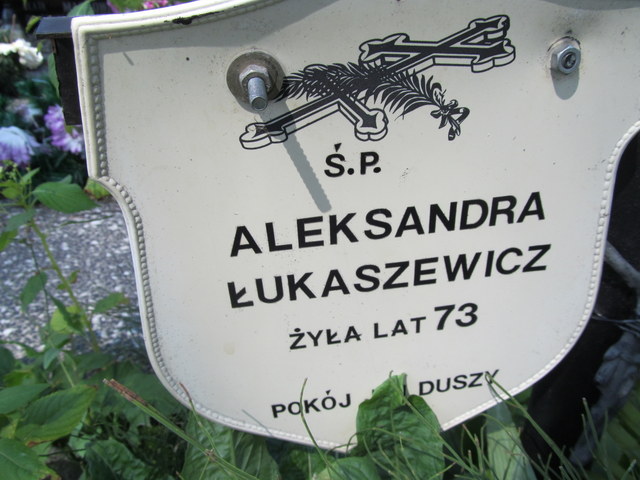 Ś.P.
ALEKSANDRA
ŁUKASZEWICZ
ŻYŁA LAT 73
POKÓJ DUSZY